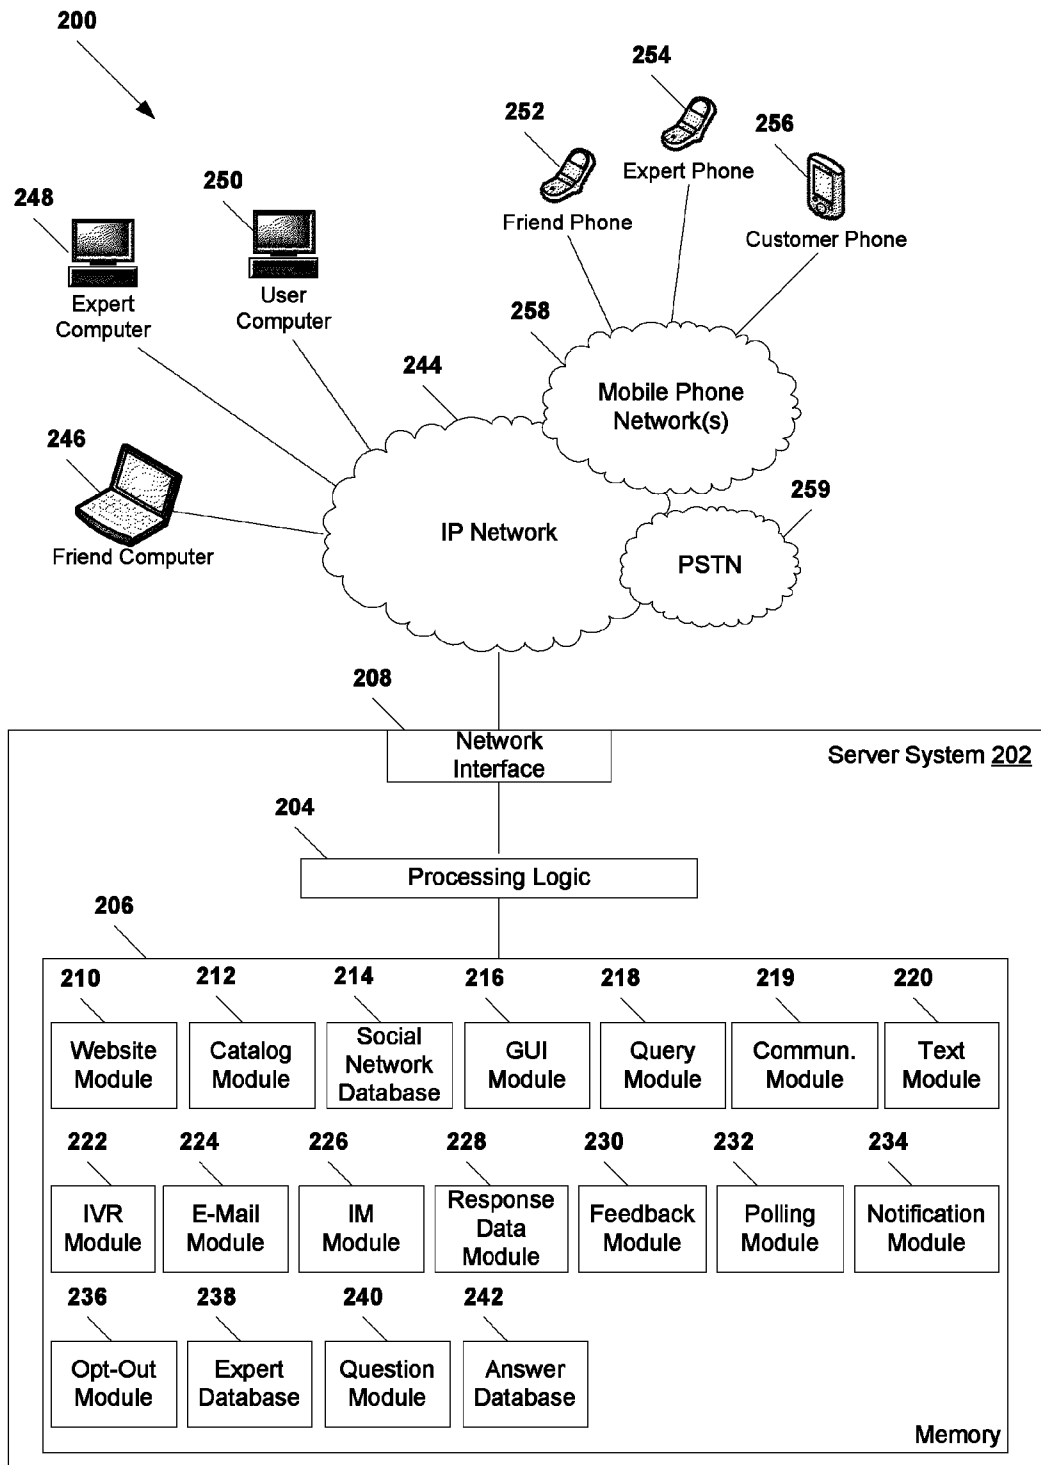 200
254
252
256
Expert Phone
250
248
Friend Phone
Customer Phone
User
Computer
Expert
Computer
258
244
Mobile Phone
Network(s)
246
259
IP Network
PSTN
Friend Computer
208
Network
Interface
Server System 202
204
Processing Logic
206
210
212
214
216
218
219
220
Website
Module
Catalog
Module
Social
Network
Database
GUI
Module
Query
Module
Commun.
Module
Text
Module
222
224
226
228
230
232
234
IVR
Module
E-Mail
Module
IM
Module
Response
Data
Module
Feedback
Module
Polling
Module
Notification
Module
236
238
240
242
Opt-Out
Module
Expert
Database
Question
Module
Answer
Database
Memory